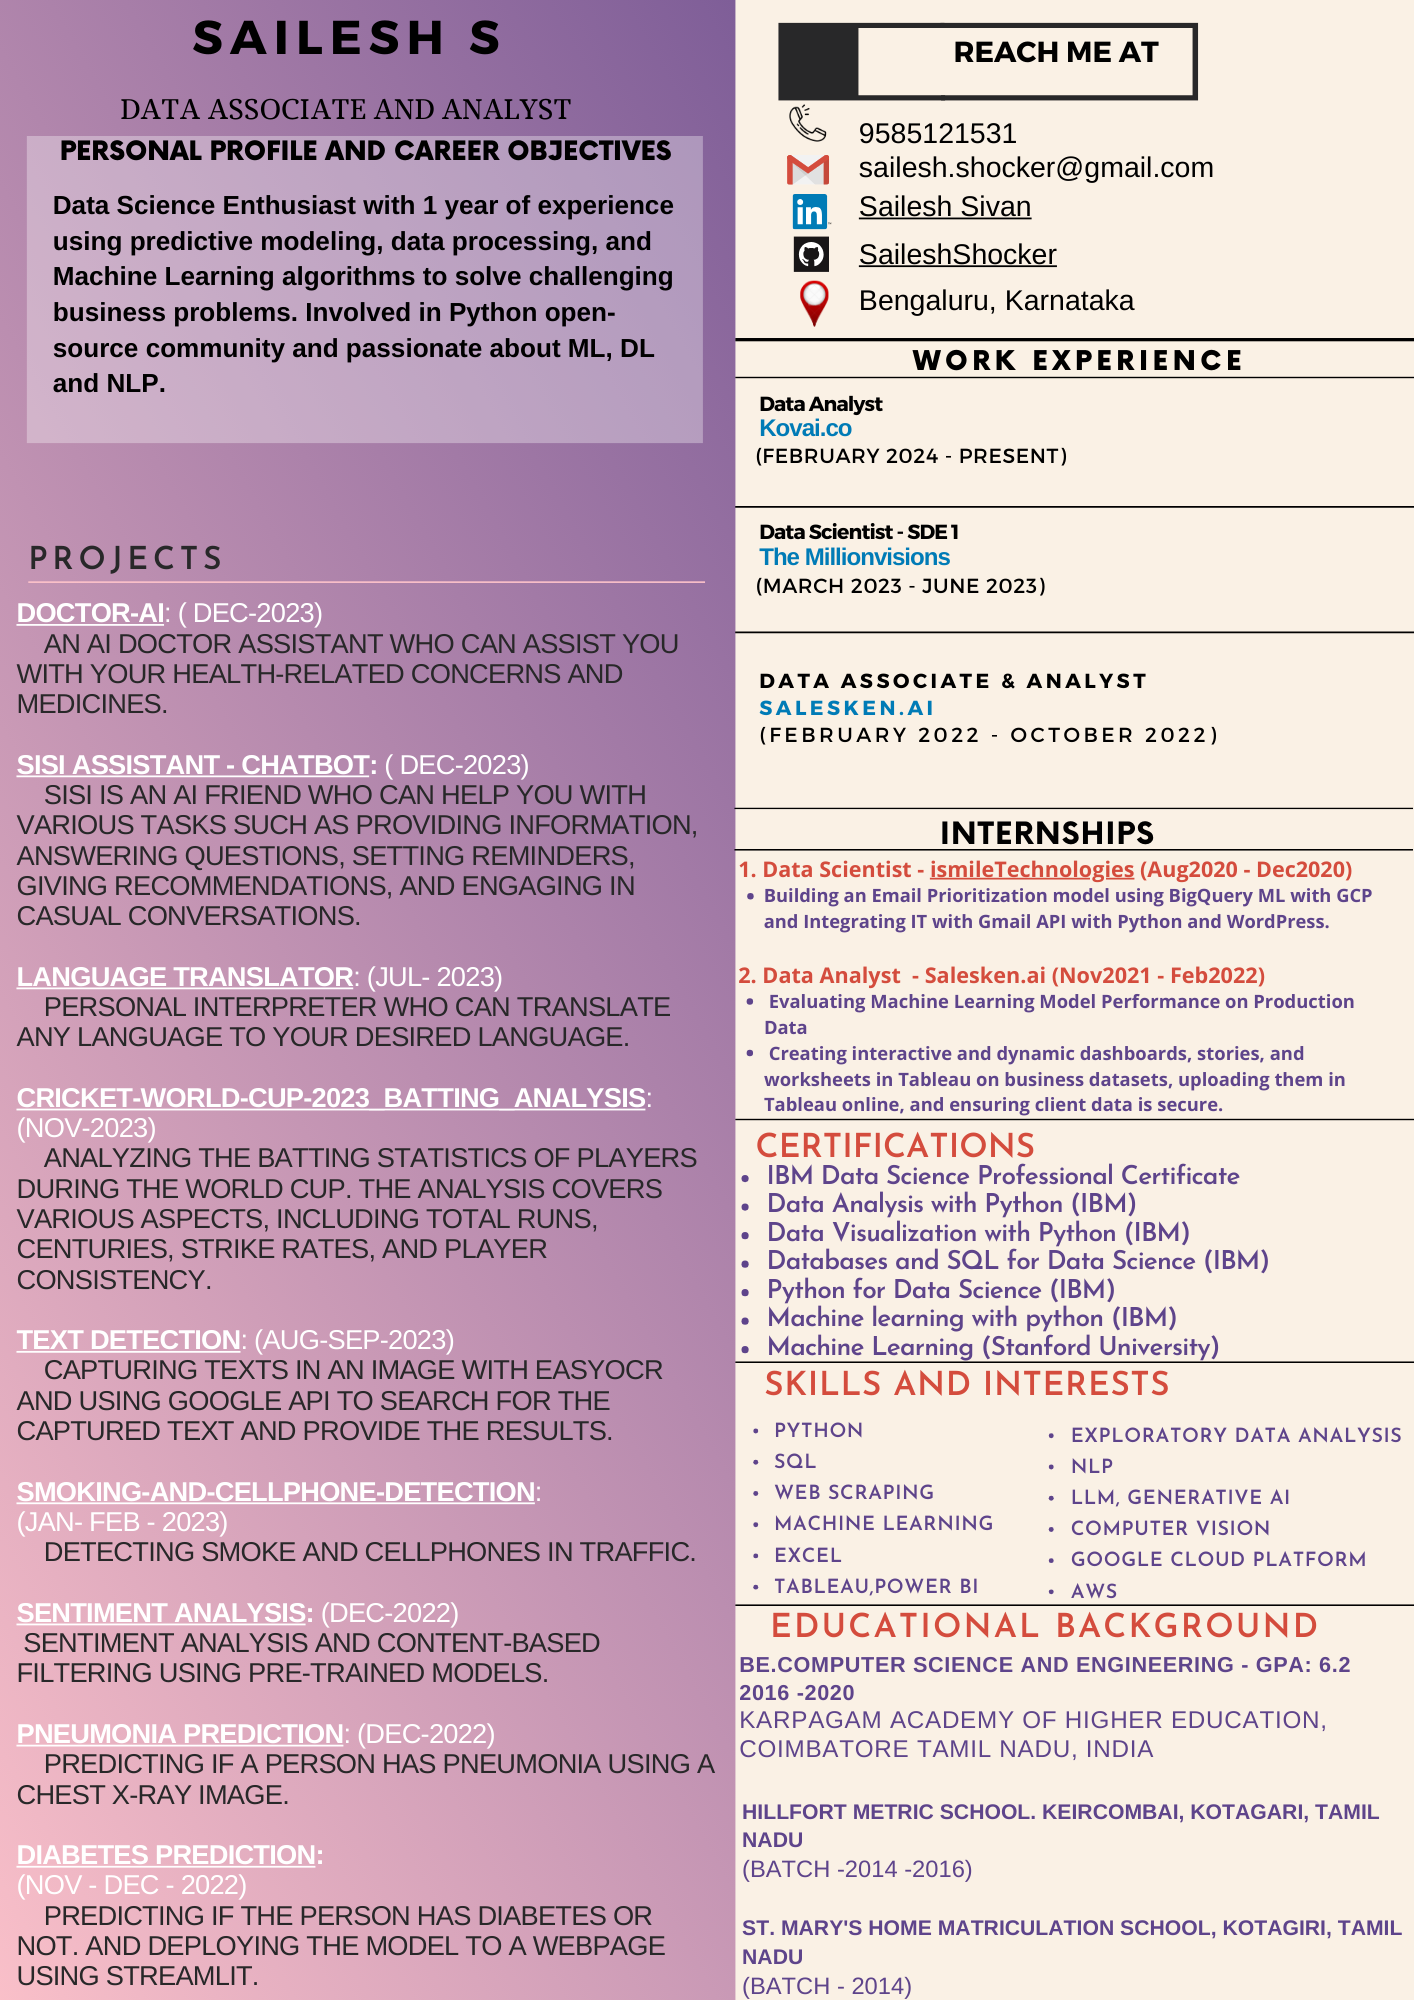 SAILESH S
DATA ASSOCIATE AND ANALYST
PERSONAL PROFILE AND CAREER OBJECTIVES
Data Science Enthusiast with 1 year of experience
using predictive modeling, data processing, and
Machine Learning algorithms to solve challenging
business problems. Involved in Python open-
source community and passionate about ML, DL
and NLP.
PROJECTS
DOCTOR-AI: ( DEC-2023)
AN AI DOCTOR ASSISTANT WHO CAN ASSIST YOU
WITH YOUR HEALTH-RELATED CONCERNS AND
MEDICINES.
SISI ASSISTANT - CHATBOT: ( DEC-2023)
SISI IS AN AI FRIEND WHO CAN HELP YOU WITH
VARIOUS TASKS SUCH AS PROVIDING INFORMATION,
ANSWERING QUESTIONS, SETTING REMINDERS,
GIVING RECOMMENDATIONS, AND ENGAGING IN
CASUAL CONVERSATIONS.
LANGUAGE TRANSLATOR: (JUL- 2023)
PERSONAL INTERPRETER WHO CAN TRANSLATE
ANY LANGUAGE TO YOUR DESIRED LANGUAGE.
CRICKET-WORLD-CUP-2023 BATTING ANALYSIS:
(NOV-2023)
ANALYZING THE BATTING STATISTICS OF PLAYERS
DURING THE WORLD CUP. THE ANALYSIS COVERS
VARIOUS ASPECTS, INCLUDING TOTAL RUNS,
CENTURIES, STRIKE RATES, AND PLAYER
CONSISTENCY.
TEXT DETECTION: (AUG-SEP-2023)
CAPTURING TEXTS IN AN IMAGE WITH EASYOCR
AND USING GOOGLE API TO SEARCH FOR THE
CAPTURED TEXT AND PROVIDE THE RESULTS.
SMOKING-AND-CELLPHONE-DETECTION:
(JAN- FEB - 2023)
DETECTING SMOKE AND CELLPHONES IN TRAFFIC.
SENTIMENT ANALYSIS: (DEC-2022)
SENTIMENT ANALYSIS AND CONTENT-BASED
FILTERING USING PRE-TRAINED MODELS.
PNEUMONIA PREDICTION: (DEC-2022)
PREDICTING IF A PERSON HAS PNEUMONIA USING A
CHEST X-RAY IMAGE.
DIABETES PREDICTION:
(NOV - DEC - 2022)
PREDICTING IF THE PERSON HAS DIABETES OR
NOT. AND DEPLOYING THE MODEL TO A WEBPAGE
USING STREAMLIT.
REACH ME AT
9585121531
sailesh.shocker@gmail.com
Sailesh Sivan
SaileshShocker
Bengaluru, Karnataka
WORK EXPERIENCE
Data Analyst
Kovai.co
(FEBRUARY 2024 - PRESENT)
Data Scientist - SDE 1
The Millionvisions
(MARCH 2023 - JUNE 2023)
DATA ASSOCIATE & ANALYST
SALESKEN.AI
(FEBRUARY 2022 - OCTOBER 2022)
INTERNSHIPS
1. Data Scientist - ismileTechnologies (Aug2020 - Dec2020)
• Building an Email Prioritization model using BigQuery ML with GCP
and Integrating IT with Gmail API with Python and WordPress.
2. Data Analyst - Salesken.ai (Nov2021 - Feb2022)
• Evaluating Machine Learning Model Performance on Production
Data
• Creating interactive and dynamic dashboards, stories, and
worksheets in Tableau on business datasets, uploading them in
Tableau online, and ensuring client data is secure.
CERTIFICATIONS
• IBM Data Science Professional Certificate
• Data Analysis with Python (IBM)
• Data Visualization with Python (IBM)
• Databases and SQL for Data Science (IBM)
• Python for Data Science (IBM)
• Machine learning with python (IBM)
• Machine Learning (Stanford University)
SKILLS AND INTERESTS
• PYTHON
• SQL
• WEB SCRAPING
• MACHINE LEARNING
• EXCEL
• TABLEAU,POWER BI
• EXPLORATORY DATA ANALYSIS
• NLP
• LLM, GENERATIVE AI
• COMPUTER VISION
• GOOGLE CLOUD PLATFORM
• AWS
EDUCATIONAL BACKGROUND
BE.COMPUTER SCIENCE AND ENGINEERING - GPA: 6.2
2016 -2020
KARPAGAM ACADEMY OF HIGHER EDUCATION,
COIMBATORE TAMIL NADU, INDIA
HILLFORT METRIC SCHOOL. KEIRCOMBAI, KOTAGARI, TAMIL
NADU
(BATCH -2014 -2016)
ST. MARY'S HOME MATRICULATION SCHOOL, KOTAGIRI, TAMIL
NADU
(BATCH - 2014)